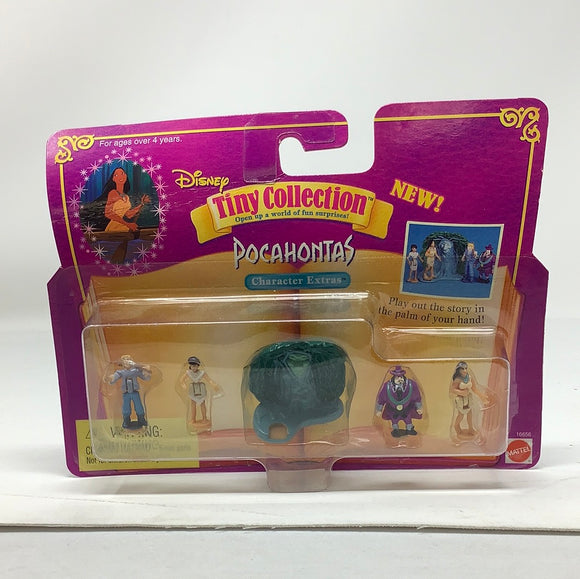 For ages over 4 years.
Disney
Tiny Collection™
Open up a world of fun surprises!
NEW!
POCAHONTAS
Character Extras
Play out the story in
the palm of your hand!
WARNING:
16656
MATTEL